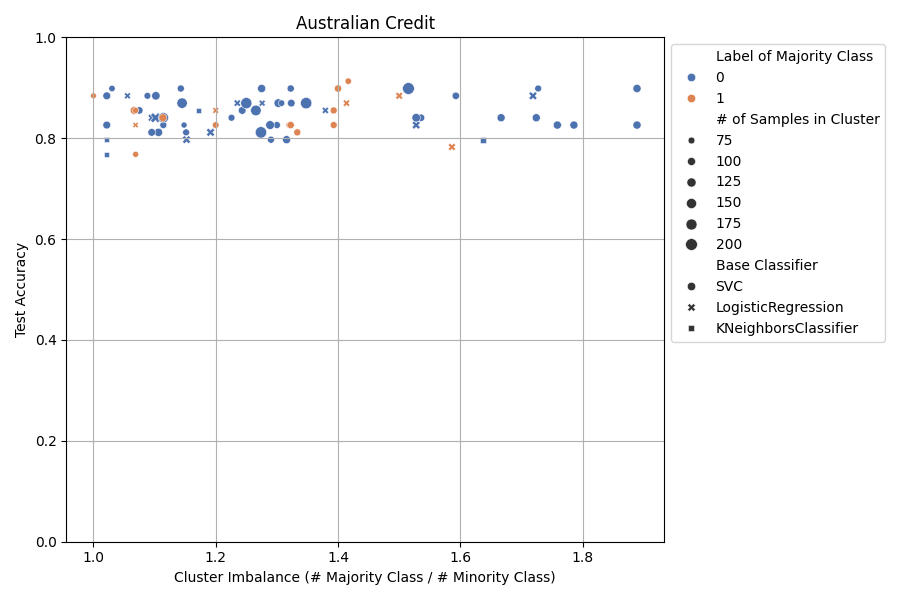 Australian Credit
1.0
0.8
0.6
0.4
0.2
0.0
Test Accuracy
1.0
1.2
1.4
1.6
1.8
Cluster Imbalance (# Majority Class / # Minority Class)
Label of Majority Class
0
1
# of Samples in Cluster
75
100
125
150
175
200
Base Classifier
SVC
LogisticRegression
KNeighborsClassifier